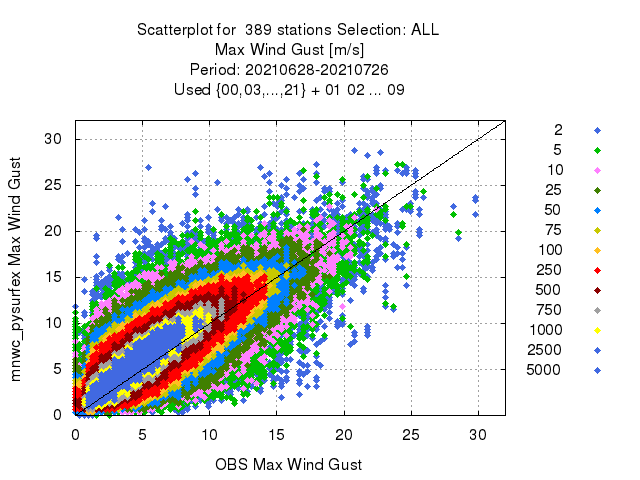 Scatterplot for 389 stations Selection: ALL
Max Wind Gust [m/s]
Period: 20210628-20210726
Used {00,03,...,21} + 01 02 ... 09
mnwc_pysurfex Max Wind Gust
30
25
20
15
10
5
0
0 5 10 15 20 25 30
OBS Max Wind Gust
2
5
10
25
50
75
100
250
500
750
1000
2500
5000